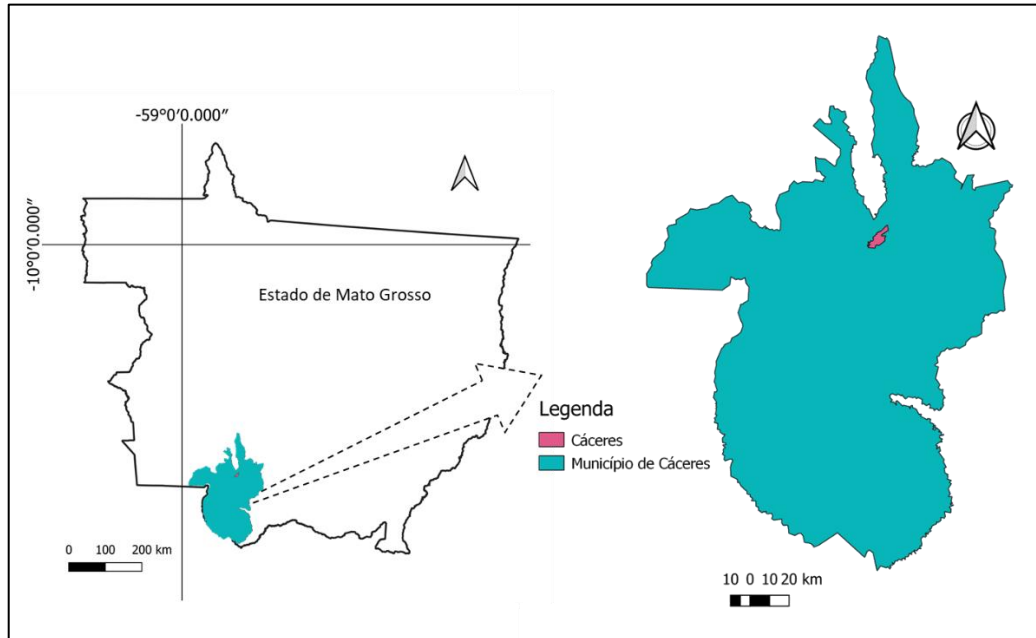 -59°0'0.000"
-10°0'0.000"
Estado de Mato Grosso
0 100 200 km
Legenda
Cáceres
Município de Cáceres
10 0 10 20 km